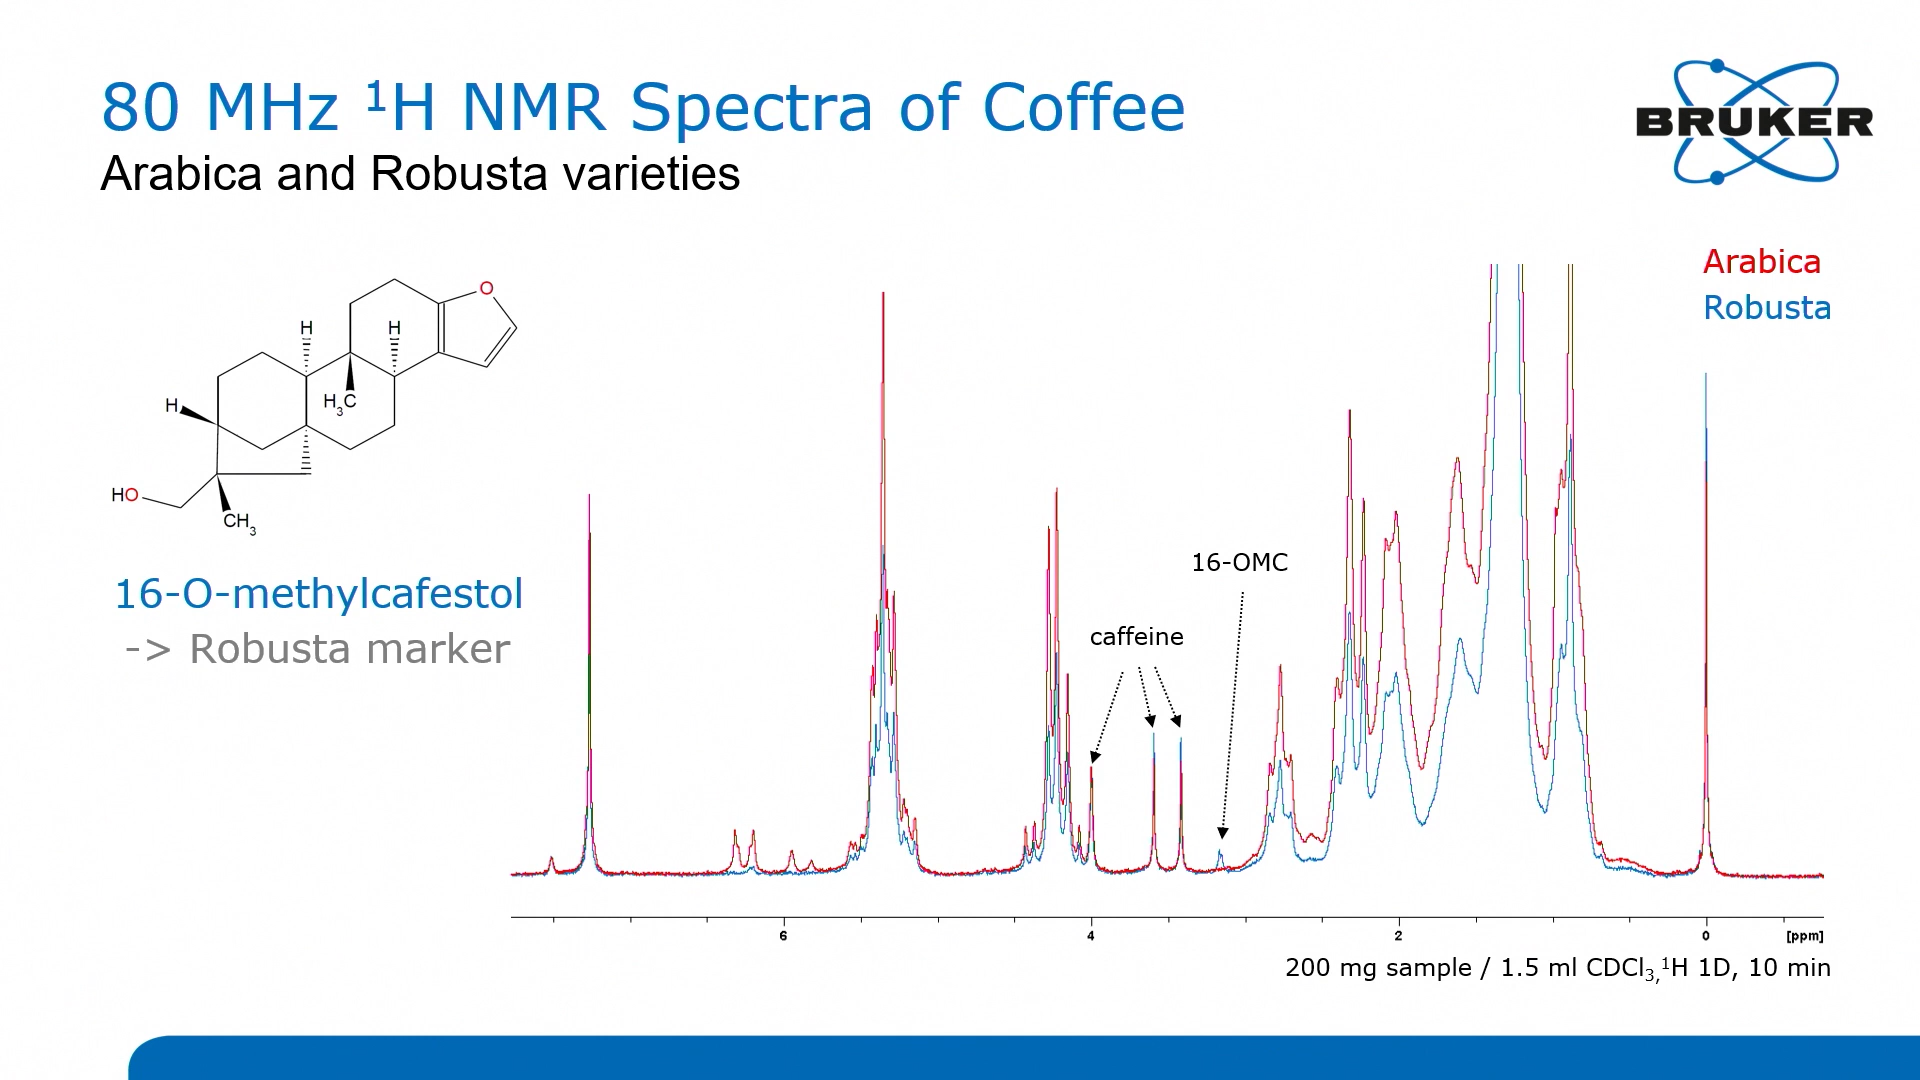 80 MHz ¹H NMR Spectra of Coffee
Arabica and Robusta varieties
BRUKER
Arabica
Robusta
O
H
H
H₃C
H
HO
CH₃
16-O-methylcafestol
-> Robusta marker
16-OMC
caffeine
6 4 2 0 [ppm]
200 mg sample / 1.5 ml CDCl₃,¹H 1D, 10 min